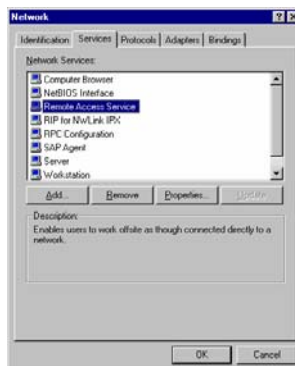 Network
Identification Services Protocols Adapters Bindings
Network Services:
Computer Browser
NetBIOS Interface
Remote Access Service
RIP for NwLink IPX
RPC Configuration
SAP Agent
Server
Workstation
Add... Remove Properties... Update
Description:
Enables users to work offsite as though connected directly to a
network.
OK Cancel